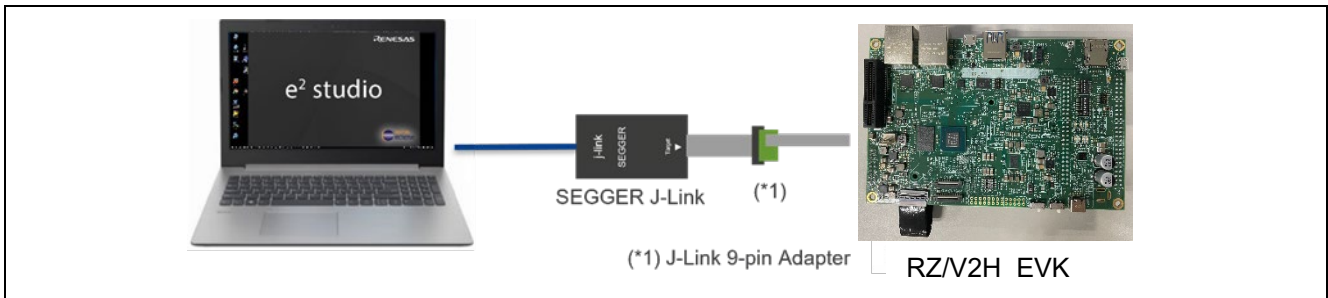 RENESAS
e² studio
j-link
SEGGER
Target
SEGGER J-Link
(*1)
(*1) J-Link 9-pin Adapter
RZ/V2H EVK